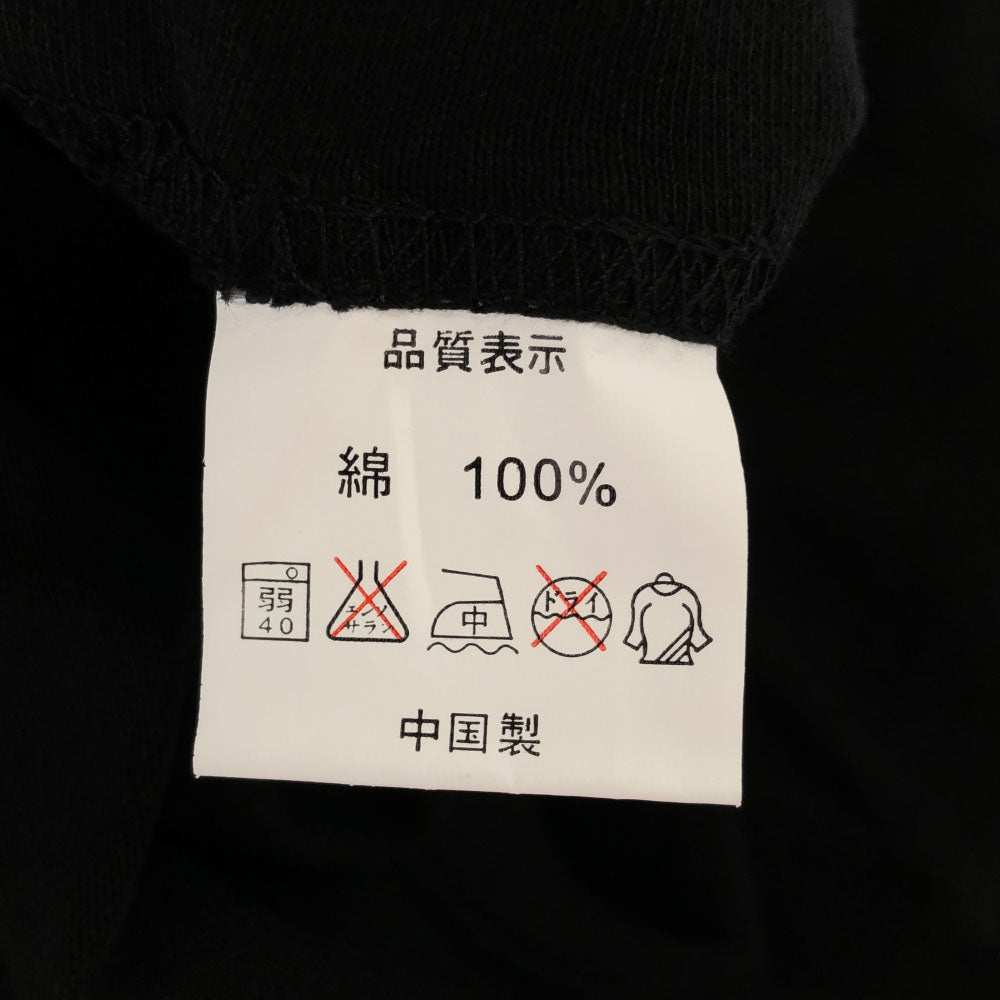 品質表示
綿 100%
弱 エンソ 中 ドライ
40 サラシ
中国製